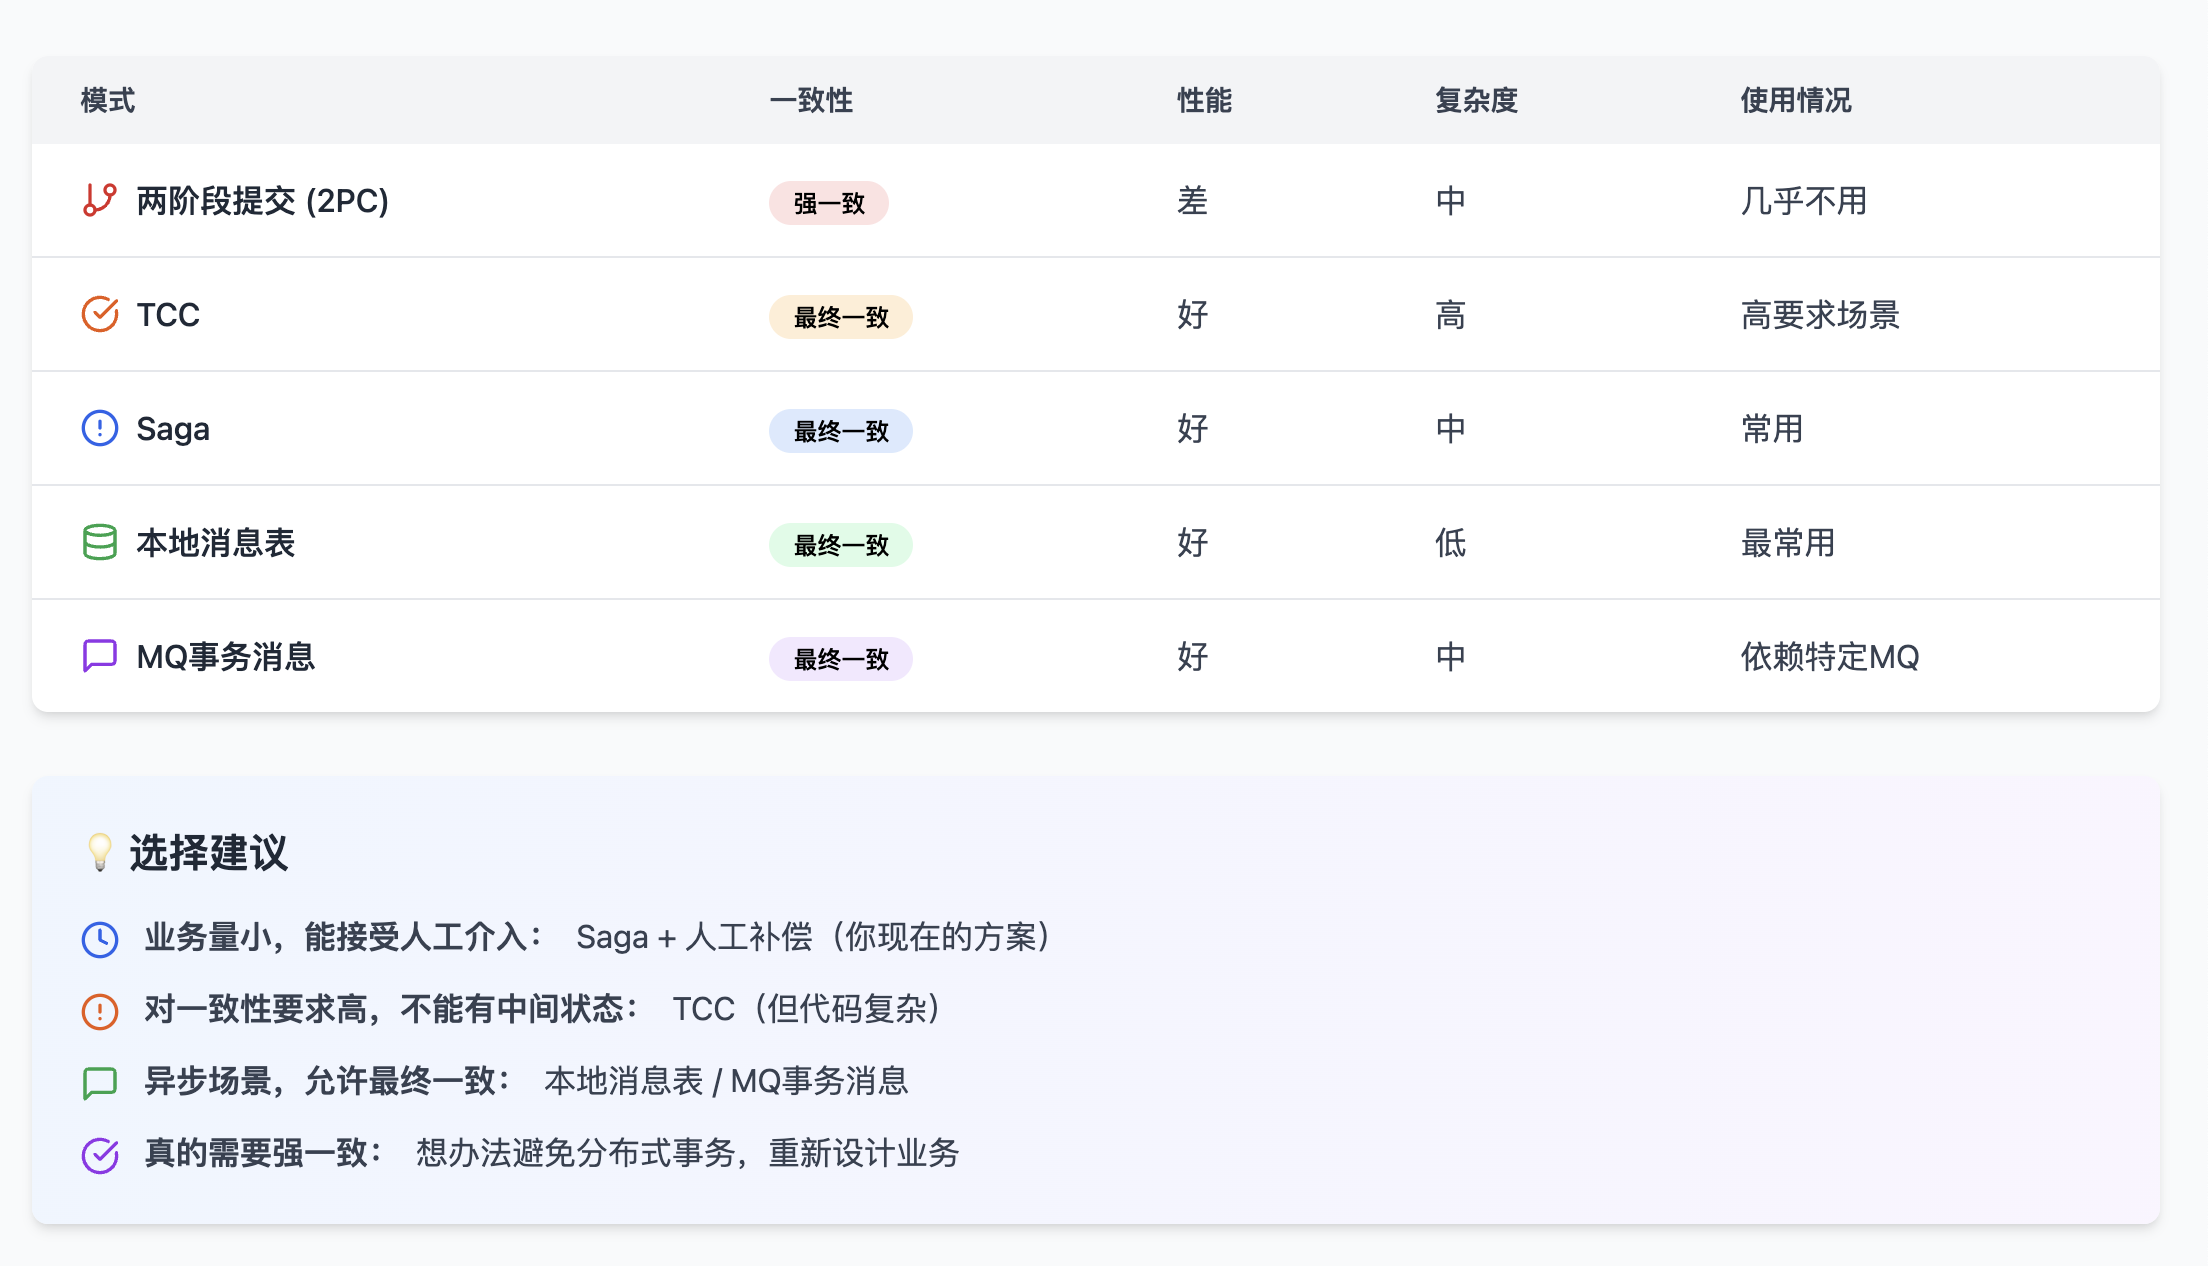 模式 一致性 性能 复杂度 使用情况
两阶段提交 (2PC) 强一致 差 中 几乎不用
TCC 最终一致 好 高 高要求场景
Saga 最终一致 好 中 常用
本地消息表 最终一致 好 低 最常用
MQ事务消息 最终一致 好 中 依赖特定MQ
💡 选择建议
业务量小，能接受人工介入： Saga + 人工补偿（你现在的方案）
对一致性要求高，不能有中间状态： TCC（但代码复杂）
异步场景，允许最终一致： 本地消息表 / MQ事务消息
真的需要强一致： 想办法避免分布式事务，重新设计业务